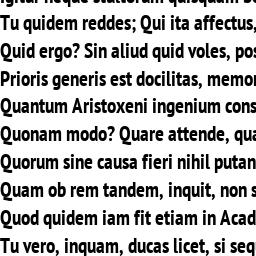 Tu quidem reddes; Qui ita affectus,
Quid ergo? Sin aliud quid voles, pos
Prioris generis est docilitas, memor
Quantum Aristoxeni ingenium cons
Quonam modo? Quare attende, qua
Quorum sine causa fieri nihil putan
Quam ob rem tandem, inquit, non s
Quod quidem iam fit etiam in Acad
Tu vero, inquam, ducas licet, si seq